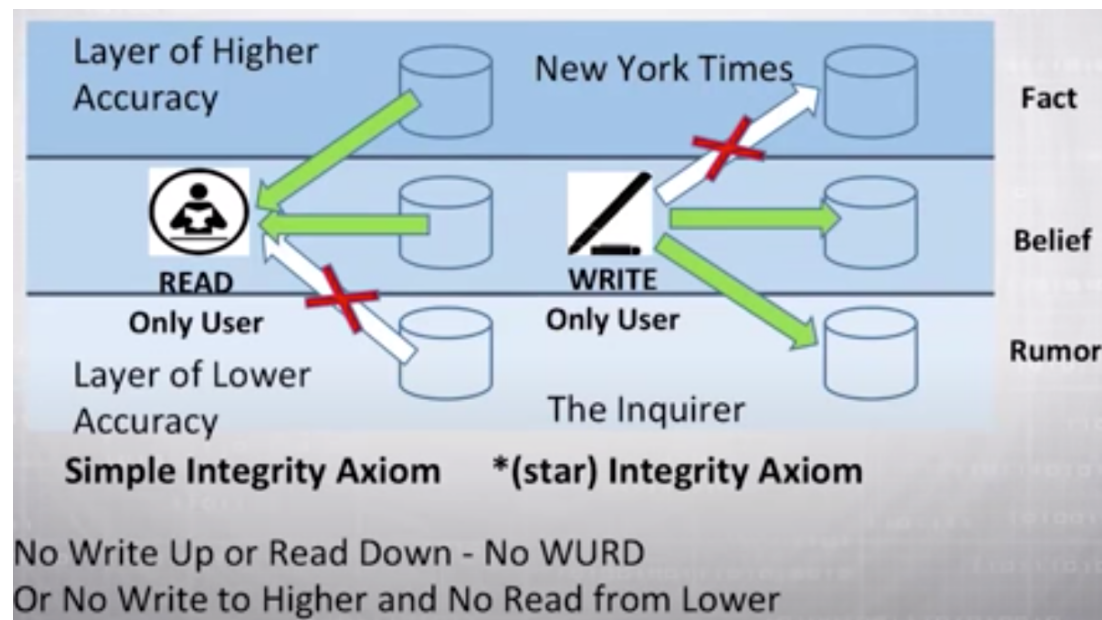 Layer of Higher
Accuracy
New York Times
Fact
READ
Only User
WRITE
Only User
Belief
Layer of Lower
Accuracy
The Inquirer
Rumor
Simple Integrity Axiom
*(star) Integrity Axiom
No Write Up or Read Down - No WURD
Or No Write to Higher and No Read from Lower